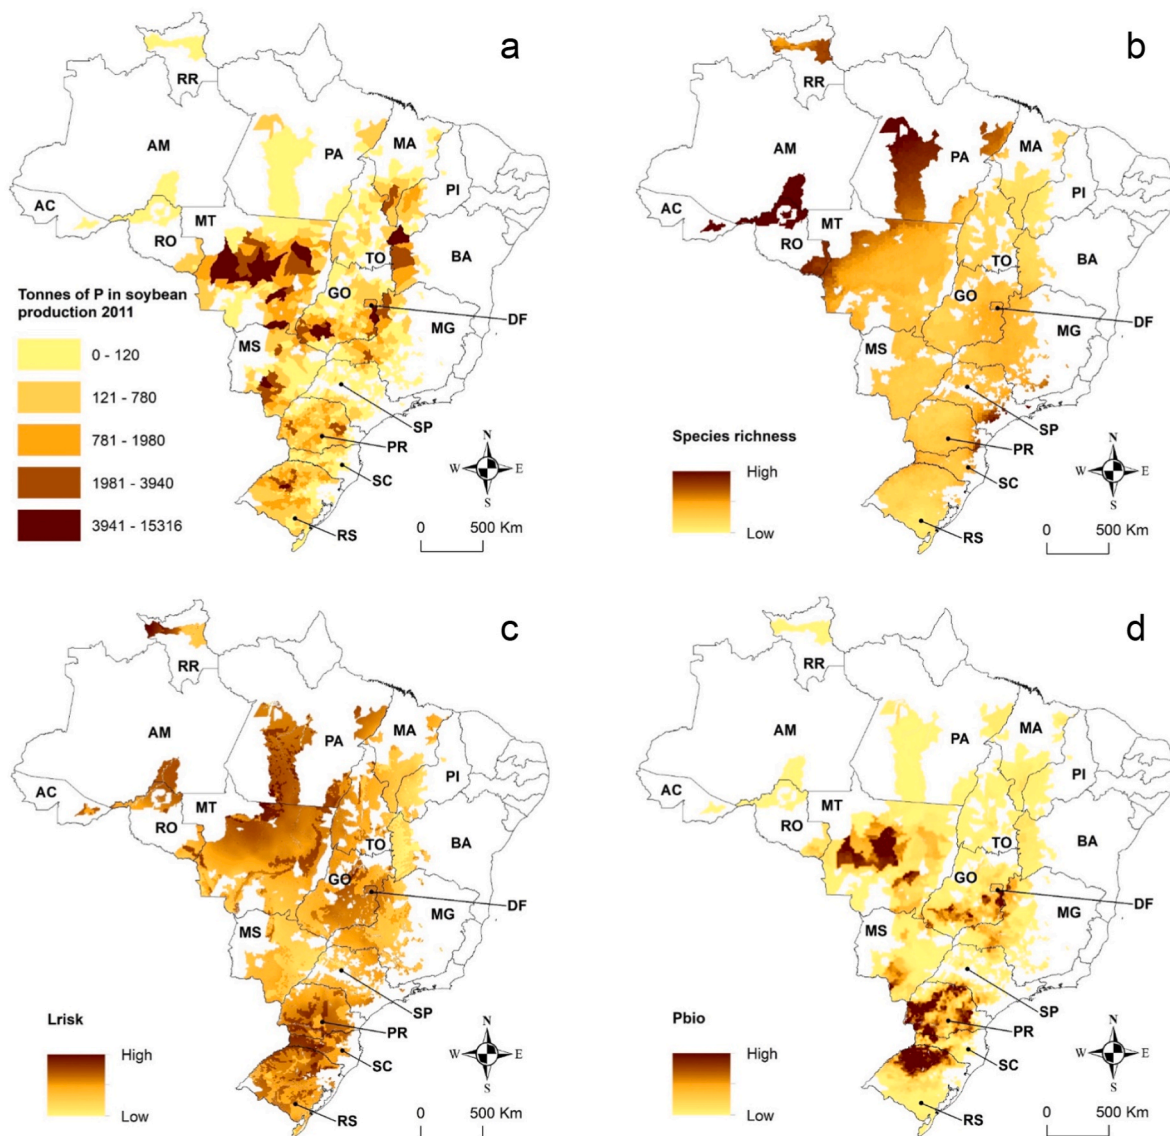 a
RR
AM
PA
MA
AC
PI
MT
RO
TO
BA
GO
DF
MG
MS
SP
PR
SC
RS
Tonnes of P in soybean
production 2011
0 - 120
121 - 780
781 - 1980
1981 - 3940
3941 - 15316
N
W E
S
0 500 Km
b
RR
AM
PA
MA
AC
PI
MT
RO
TO
BA
GO
DF
MG
MS
SP
PR
SC
RS
Species richness
High
Low
N
W E
S
0 500 Km
c
RR
AM
PA
MA
AC
PI
MT
RO
TO
BA
GO
DF
MG
MS
SP
PR
SC
RS
Lrisk
High
Low
N
W E
S
0 500 Km
d
RR
AM
PA
MA
AC
PI
MT
RO
TO
BA
GO
DF
MG
MS
SP
PR
SC
RS
Pbio
High
Low
N
W E
S
0 500 Km